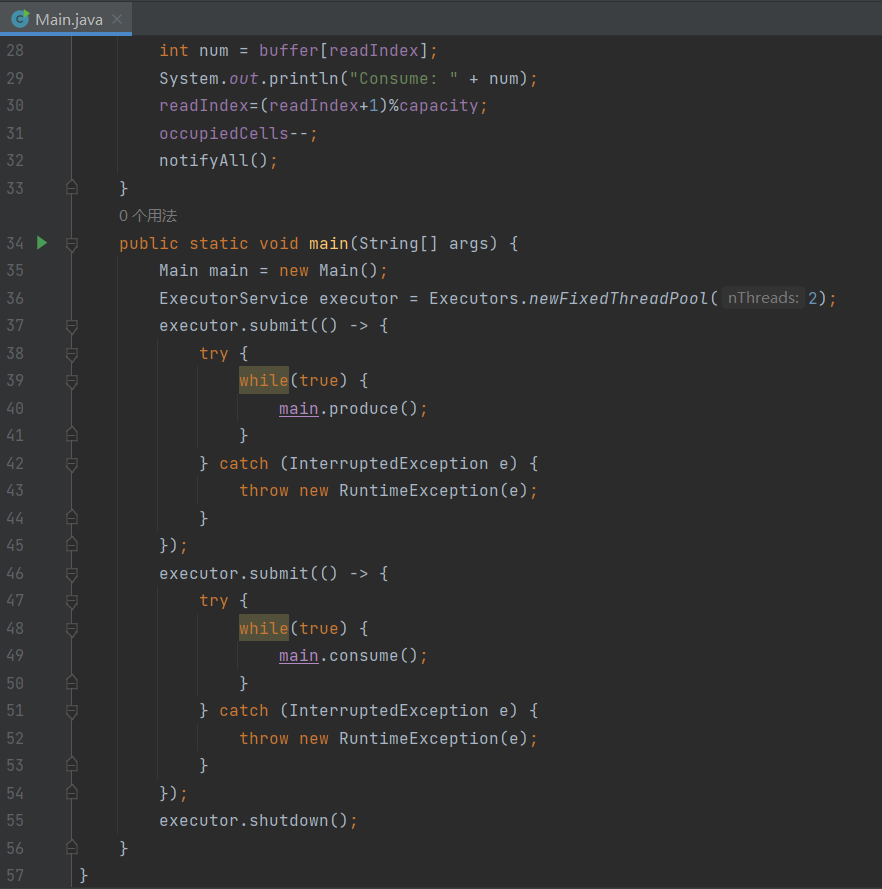 Main.java
28 int num = buffer[readIndex];
29 System.out.println("Consume: " + num);
30 readIndex=(readIndex+1)%capacity;
31 occupiedCells--;
32 notifyAll();
33 }
0 个用法
34 public static void main(String[] args) {
35 Main main = new Main();
36 ExecutorService executor = Executors.newFixedThreadPool( nThreads: 2);
37 executor.submit(() -> {
38 try {
39 while(true) {
40 main.produce();
41 }
42 } catch (InterruptedException e) {
43 throw new RuntimeException(e);
44 }
45 });
46 executor.submit(() -> {
47 try {
48 while(true) {
49 main.consume();
50 }
51 } catch (InterruptedException e) {
52 throw new RuntimeException(e);
53 }
54 });
55 executor.shutdown();
56 }
57 }